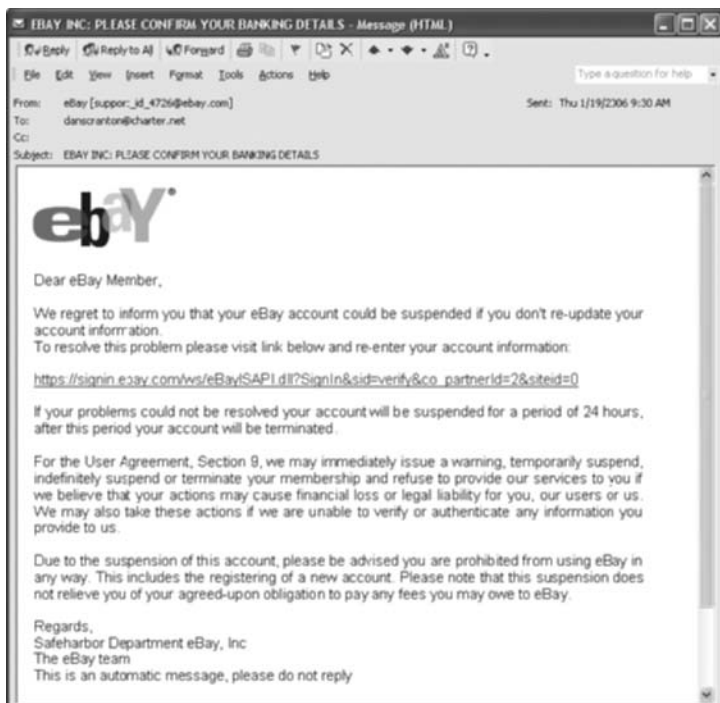 EBAY INC: PLEASE CONFIRM YOUR BANKING DETAILS - Message (HTML)
Reply Reply to All Forward
File Edit View Insert Format Tools Actions Help Type a question for help
From: eBay [support_id_4726@ebay.com] Sent: Thu 1/19/2006 9:30 AM
To: danscranton@charter.net
Cc:
Subject: EBAY INC: PLEASE CONFIRM YOUR BANKING DETAILS
ebaY®
Dear eBay Member,
We regret to inform you that your eBay account could be suspended if you don't re-update your
account information.
To resolve this problem please visit link below and re-enter your account information:
https://signin.ebay.com/ws/eBayISAPI.dll?SignIn&sid=verify&co_partnerId=2&siteid=0
If your problems could not be resolved your account will be suspended for a period of 24 hours,
after this period your account will be terminated.
For the User Agreement, Section 9, we may immediately issue a warning, temporarily suspend,
indefinitely suspend or terminate your membership and refuse to provide our services to you if
we believe that your actions may cause financial loss or legal liability for you, our users or us.
We may also take these actions if we are unable to verify or authenticate any information you
provide to us.
Due to the suspension of this account, please be advised you are prohibited from using eBay in
any way. This includes the registering of a new account. Please note that this suspension does
not relieve you of your agreed-upon obligation to pay any fees you may owe to eBay.
Regards,
Safeharbor Department eBay, Inc
The eBay team
This is an automatic message, please do not reply